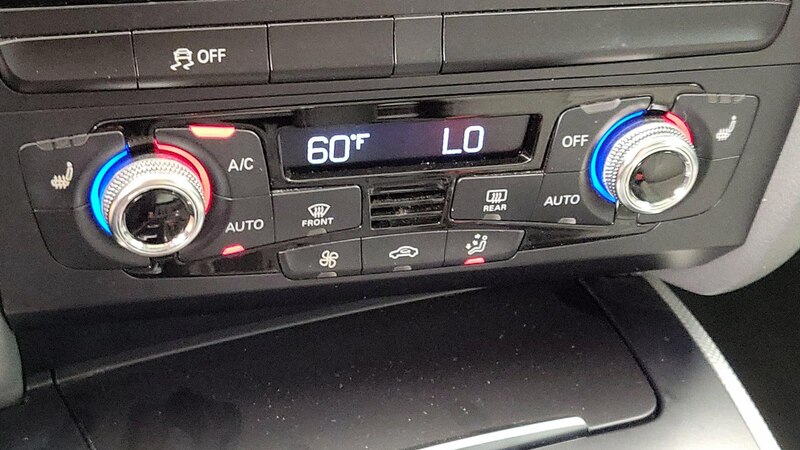 OFF
60°F LO
A/C
OFF
AUTO
FRONT
REAR
AUTO